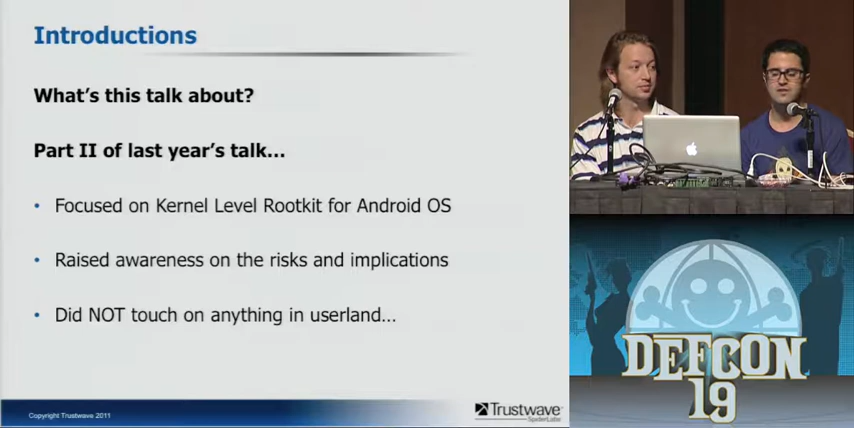 Introductions
What's this talk about?
Part II of last year's talk...
• Focused on Kernel Level Rootkit for Android OS
• Raised awareness on the risks and implications
• Did NOT touch on anything in userland...
Copyright Trustwave 2011
Trustwave
SpiderLabs
DEFCON
19